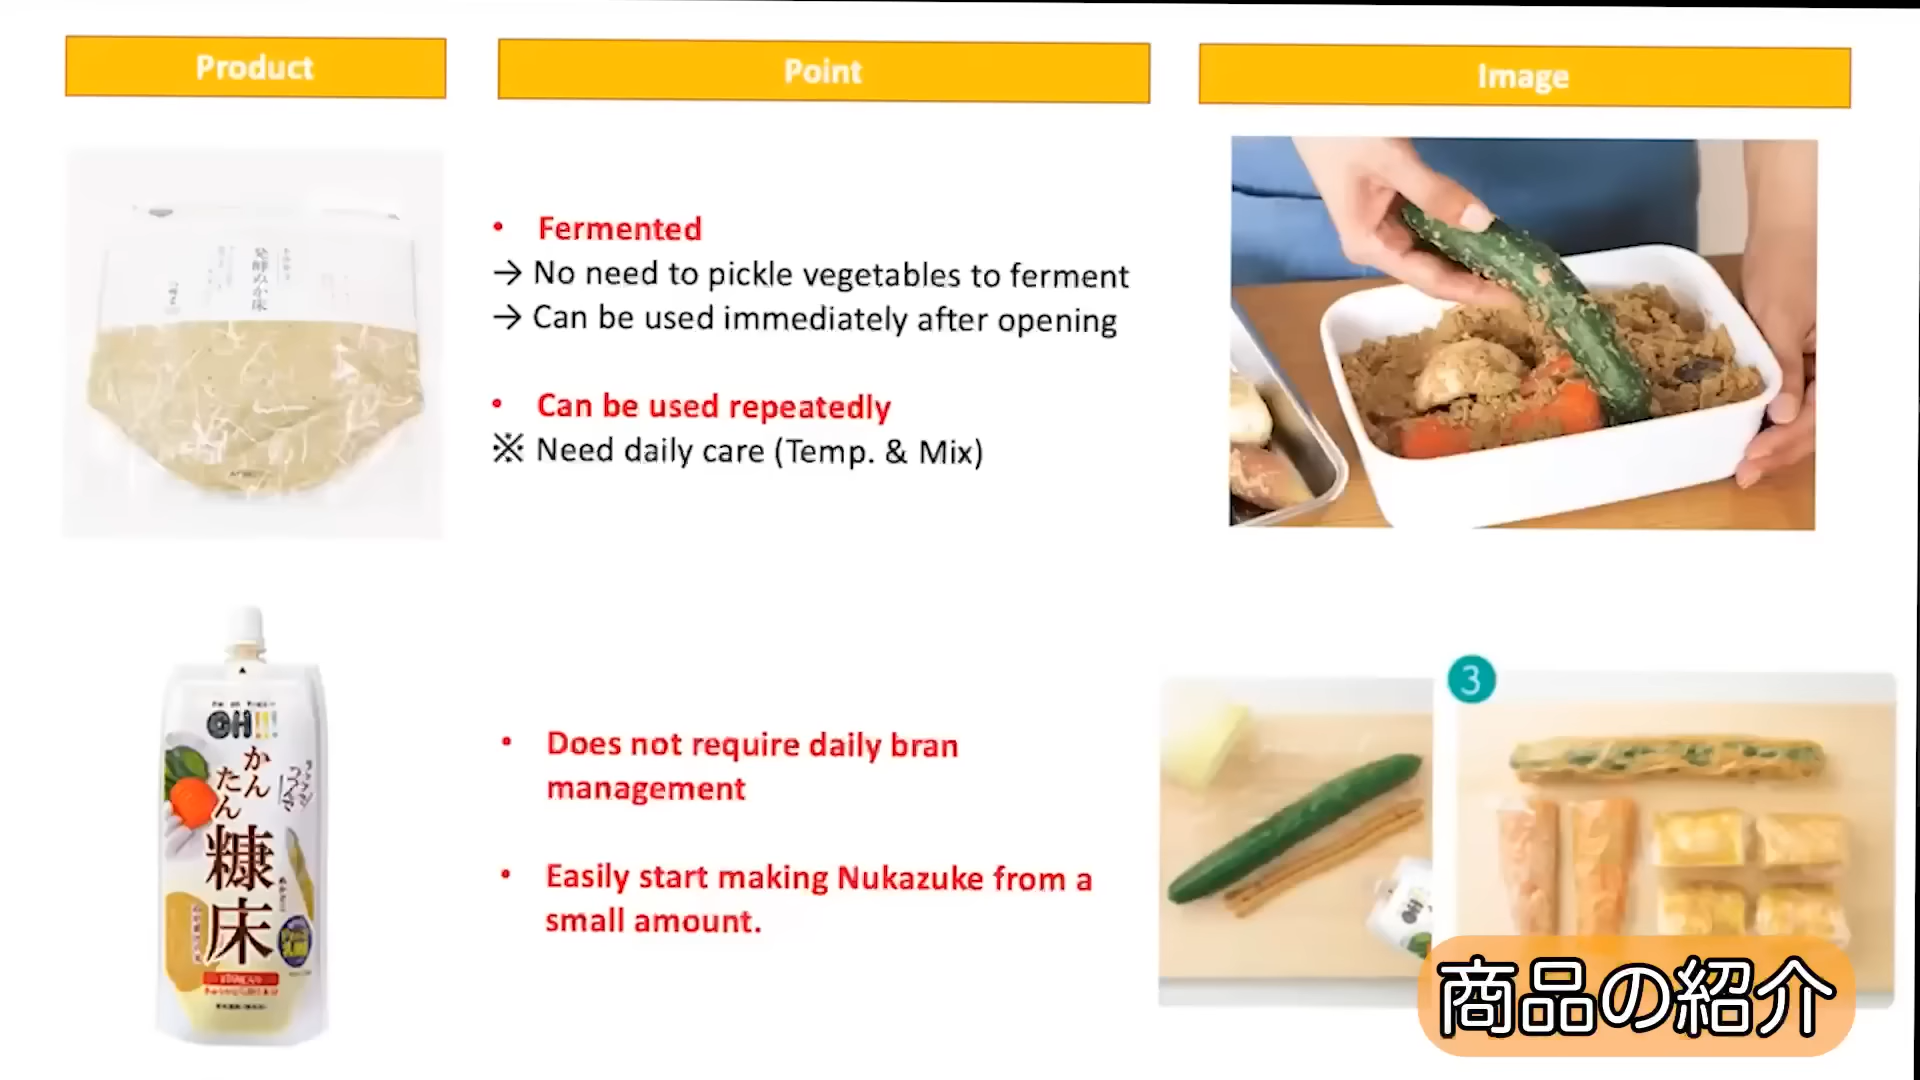 Product
Point
Image
発酵ぬか床
• Fermented
→ No need to pickle vegetables to ferment
→ Can be used immediately after opening
• Can be used repeatedly
※ Need daily care (Temp. & Mix)
OH!!!
かん
たん
糠床
• Does not require daily bran
management
• Easily start making Nukazuke from a
small amount.
3
商品の紹介